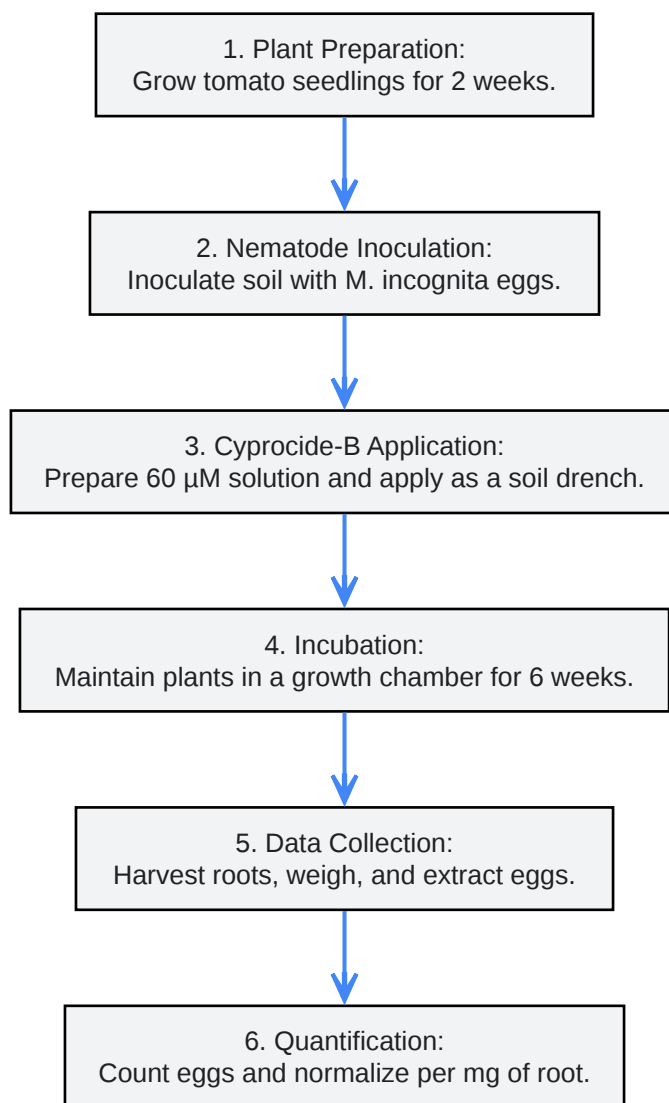 1. Plant Preparation:
Grow tomato seedlings for 2 weeks.
2. Nematode Inoculation:
Inoculate soil with M. incognita eggs.
3. Cyprocide-B Application:
Prepare 60 µM solution and apply as a soil drench.
4. Incubation:
Maintain plants in a growth chamber for 6 weeks.
5. Data Collection:
Harvest roots, weigh, and extract eggs.
6. Quantification:
Count eggs and normalize per mg of root.